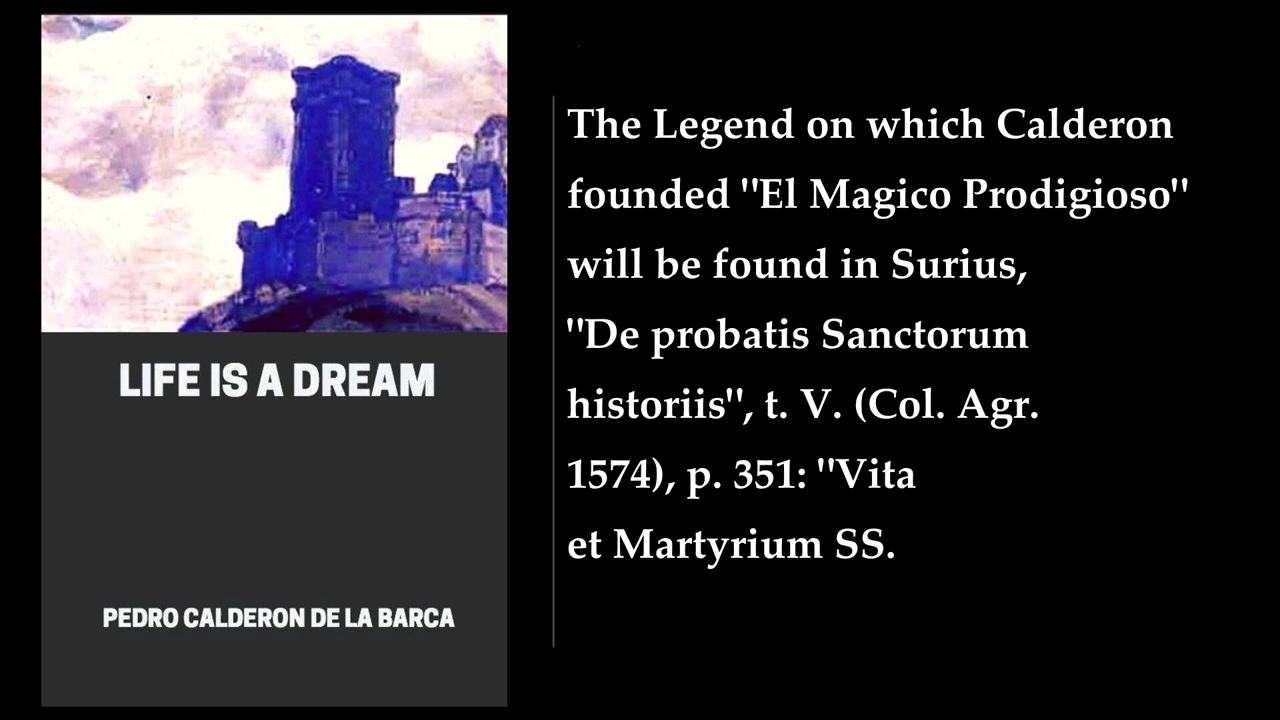 LIFE IS A DREAM
PEDRO CALDERON DE LA BARCA
The Legend on which Calderon
founded "El Magico Prodigioso"
will be found in Surius,
"De probatis Sanctorum
historiis", t. V. (Col. Agr.
1574), p. 351: "Vita
et Martyrium SS.